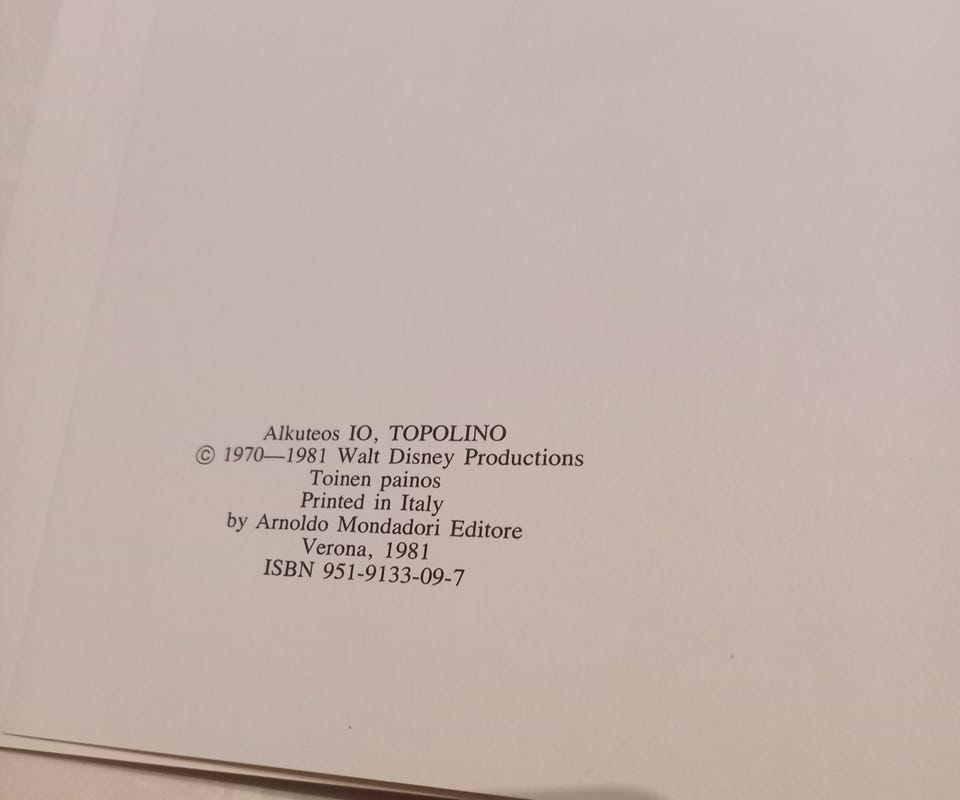 Alkuteos IO, TOPOLINO
© 1970—1981 Walt Disney Productions
Toinen painos
Printed in Italy
by Arnoldo Mondadori Editore
Verona, 1981
ISBN 951-9133-09-7